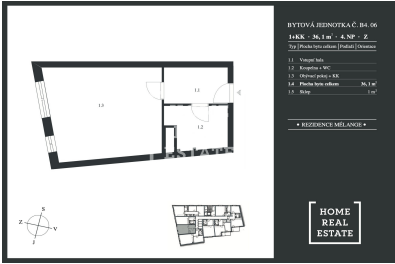 BYTOVÁ JEDNOTKA Č. B4. 06
1+KK · 36, 1 m² · 4. NP · Z
Typ | Plocha bytu celkem | Podlaží | Orientace
1.1 Vstupní hala
1.2 Koupelna + WC
1.3 Obývací pokoj + KK
1.4 Plocha bytu celkem 36, 1 m²
1.5 Sklep 1 m²
• REZIDENCE MÉLANGE •
1.1
1.3
1.2
S
Z
V
J
HOME
REAL
ESTATE